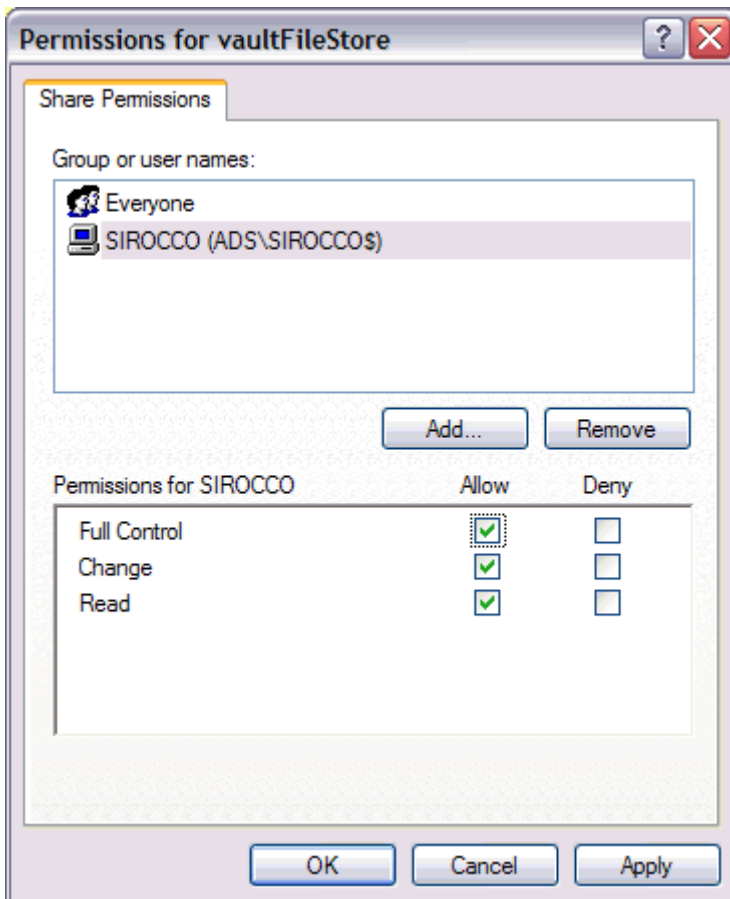 Permissions for vaultFileStore
Share Permissions
Group or user names:
Everyone
SIROCCO (ADS\SIROCCO$)
Add... Remove
Permissions for SIROCCO Allow Deny
Full Control
Change
Read
OK Cancel Apply